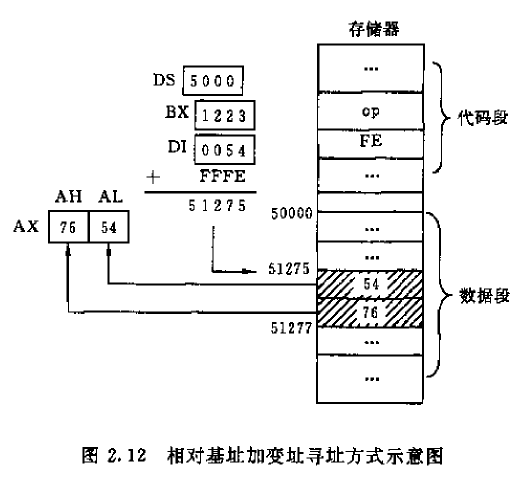 存储器
...
DS 5000
BX 1223
op
代码段
DI 0054
FE
+ FFFE
...
AH AL
51275
50000
AX 76 54
...
...
51275
54
数据段
76
51277
...
...
图 2.12 相对基址加变址寻址方式示意图